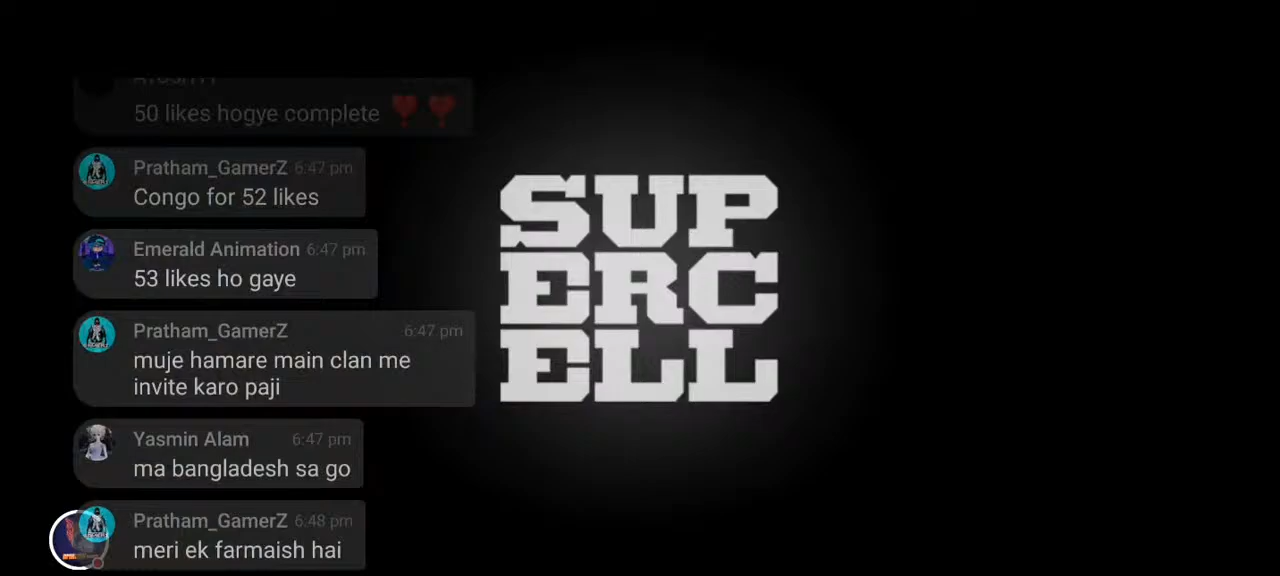 50 likes hogye complete ❣️ ❣️
Pratham_GamerZ 6:47 pm
Congo for 52 likes
Emerald Animation 6:47 pm
53 likes ho gaye
Pratham_GamerZ 6:47 pm
muje hamare main clan me
invite karo paji
Yasmin Alam 6:47 pm
ma bangladesh sa go
Pratham_GamerZ 6:48 pm
meri ek farmaish hai
SUP
ERC
ELL